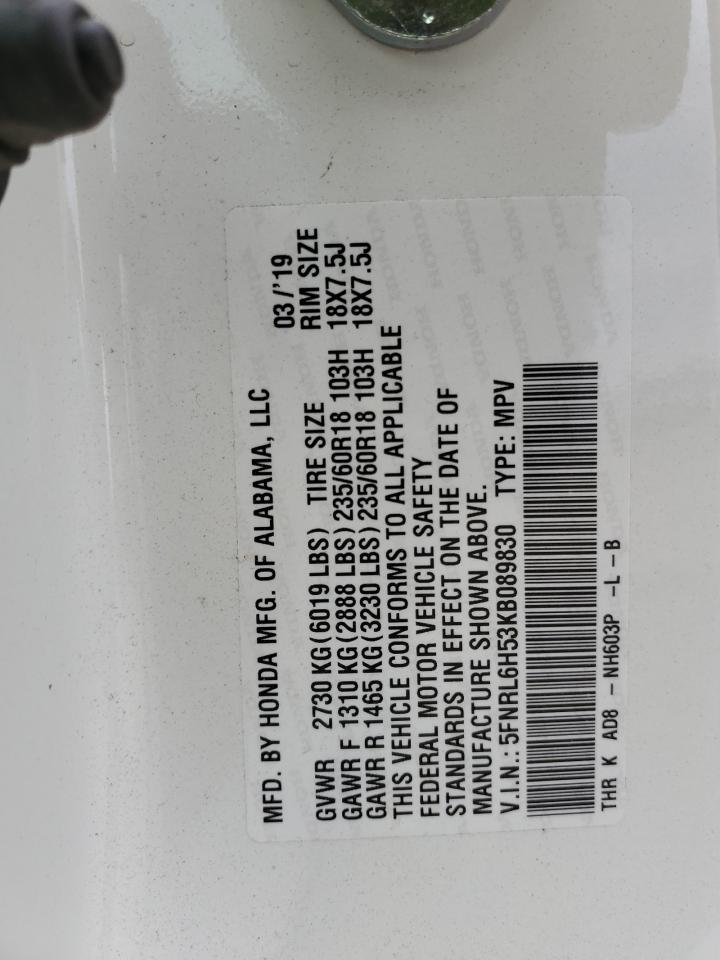 MFD. BY HONDA MFG. OF ALABAMA, LLC 03/'19
GVWR 2730 KG(6019 LBS) TIRE SIZE RIM SIZE
GAWR F 1310 KG(2888 LBS) 235/60R18 103H 18X7.5J
GAWR R 1465 KG(3230 LBS) 235/60R18 103H 18X7.5J
THIS VEHICLE CONFORMS TO ALL APPLICABLE
FEDERAL MOTOR VEHICLE SAFETY
STANDARDS IN EFFECT ON THE DATE OF
MANUFACTURE SHOWN ABOVE.
V.I.N.: 5FNRL6H53KB089830 TYPE: MPV
THR K AD8 - NH603P - L - B